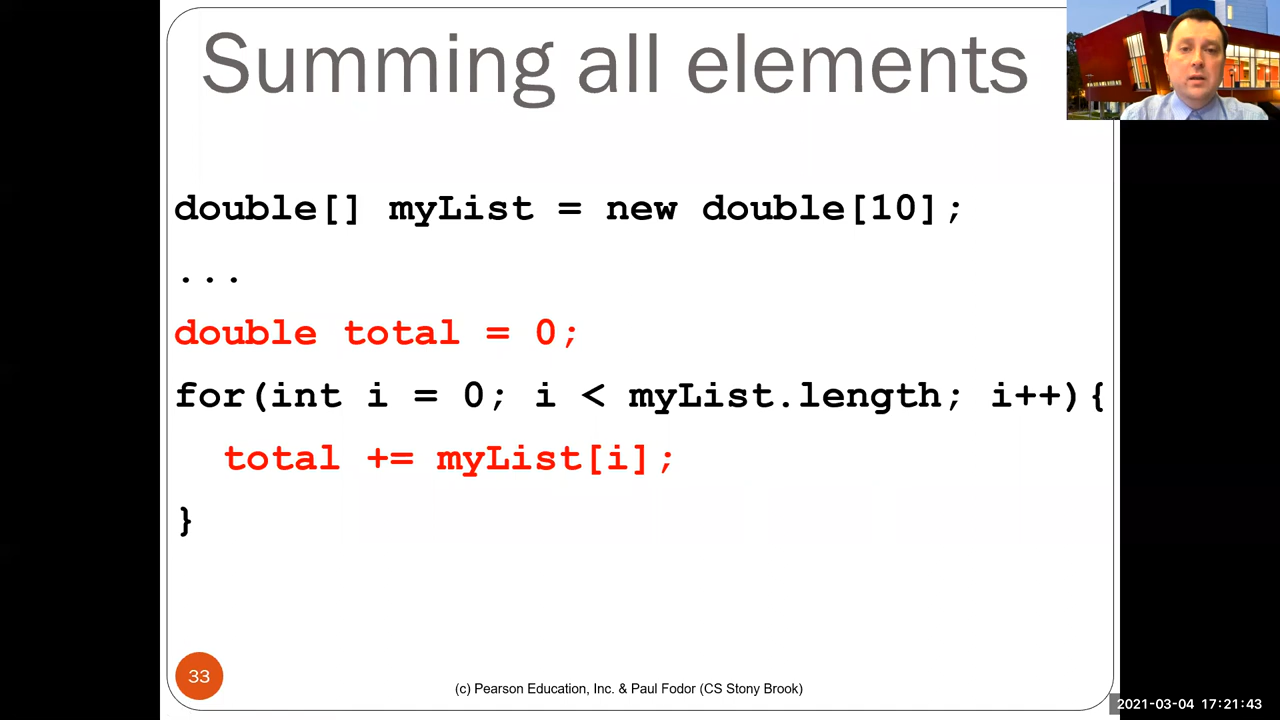 Summing all elements
double[] myList = new double[10];
...
double total = 0;
for(int i = 0; i < myList.length; i++){
total += myList[i];
}
33
(c) Pearson Education, Inc. & Paul Fodor (CS Stony Brook)
2021-03-04 17:21:43